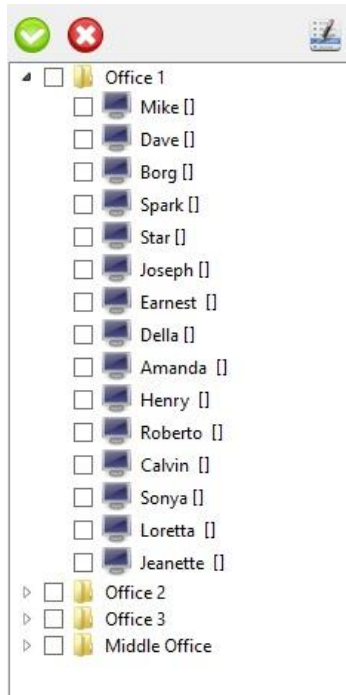 Office 1
Mike []
Dave []
Borg []
Spark []
Star []
Joseph []
Earnest []
Della []
Amanda []
Henry []
Roberto []
Calvin []
Sonya []
Loretta []
Jeanette []
Office 2
Office 3
Middle Office